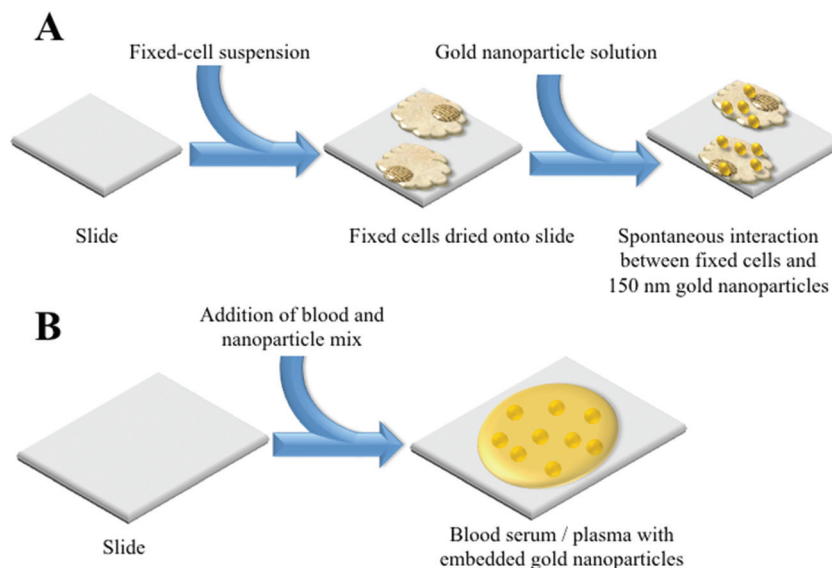 A
Fixed-cell suspension
Gold nanoparticle solution
Slide
Fixed cells dried onto slide
Spontaneous interaction
between fixed cells and
150 nm gold nanoparticles
B
Addition of blood and
nanoparticle mix
Slide
Blood serum / plasma with
embedded gold nanoparticles